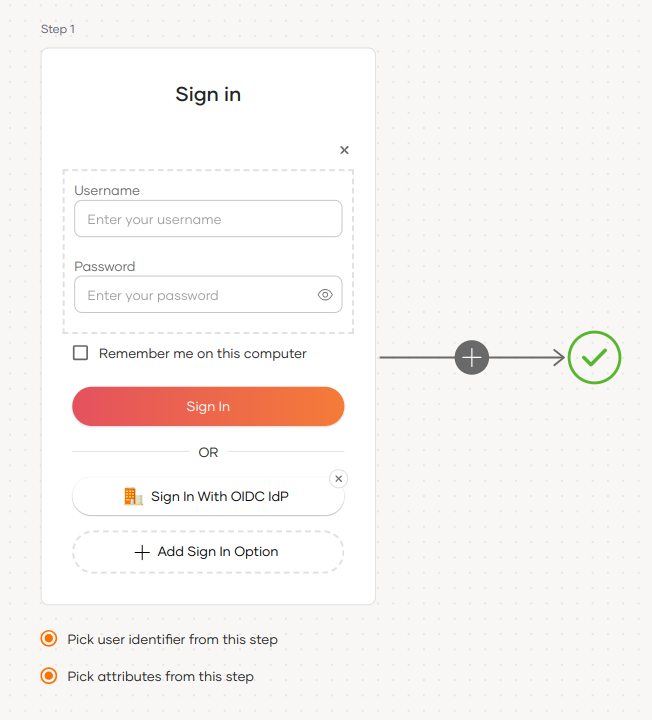 Step 1
Sign in
Username
Enter your username
Password
Enter your password
Remember me on this computer
Sign In
OR
Sign In With OIDC IdP
Add Sign In Option
Pick user identifier from this step
Pick attributes from this step